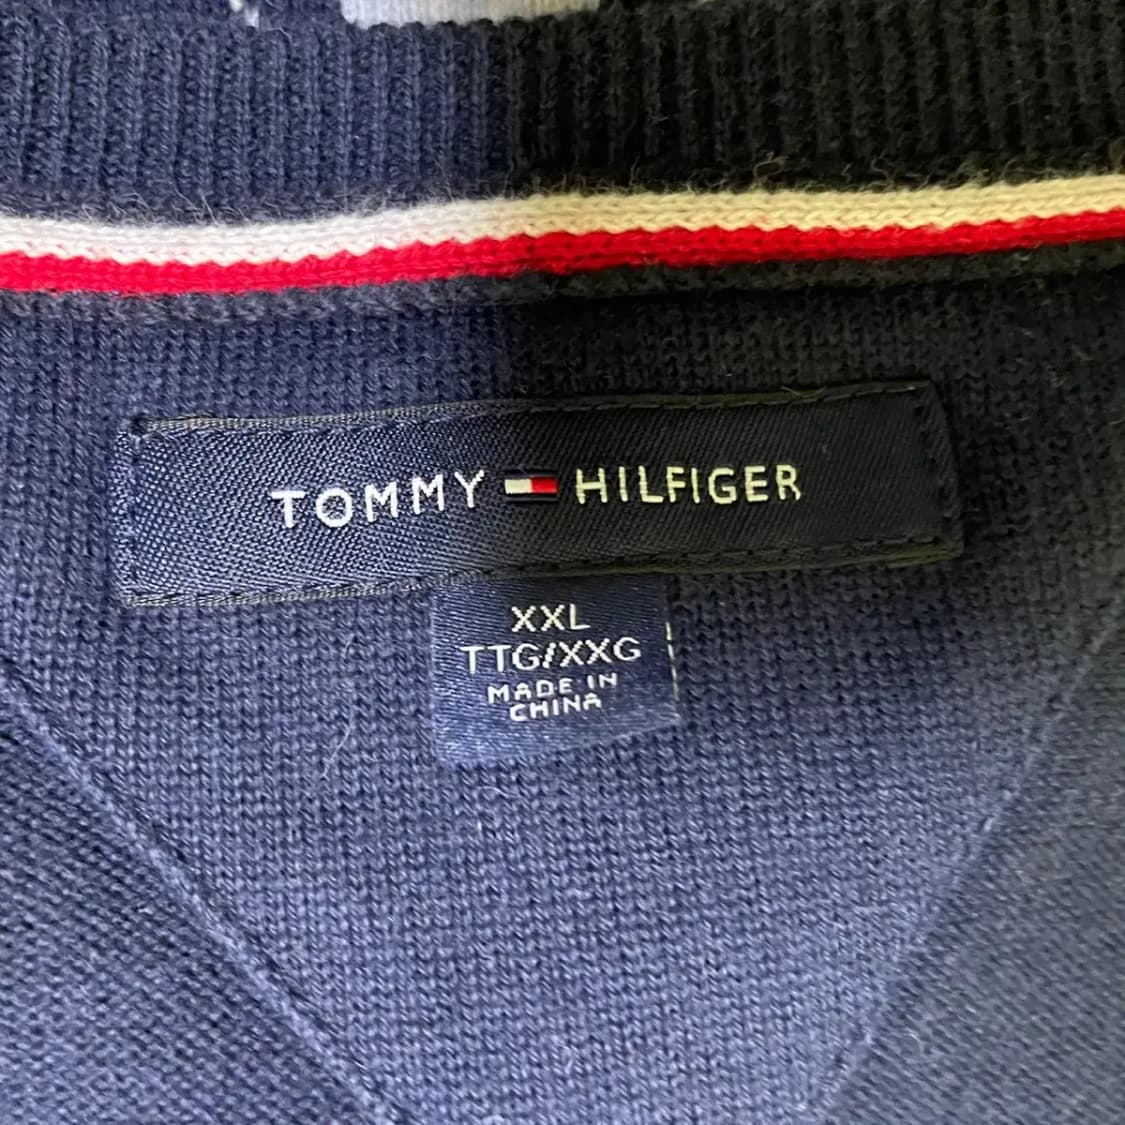 TOMMY HILFIGER
XXL
TTG/XXG
MADE IN
CHINA